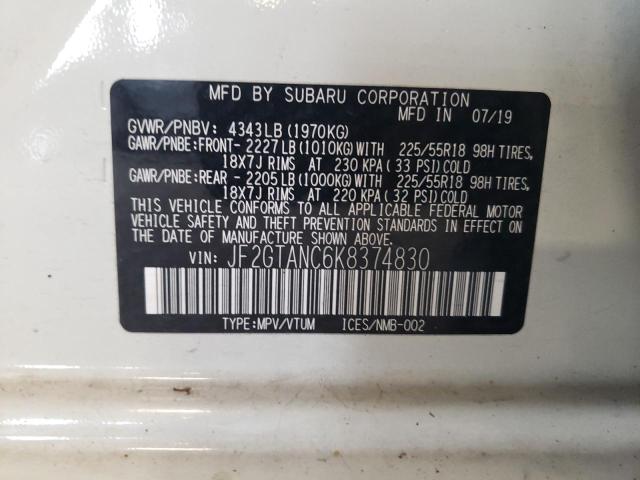 MFD BY SUBARU CORPORATION
MFD IN 07/19
GVWR/PNBV: 4343LB(1970KG)
GAWR/PNBE:FRONT-2227LB(1010KG)WITH 225/55R18 98H TIRES,
18X7J RIMS AT 230 KPA(33 PSI)COLD
GAWR/PNBE:REAR -2205LB(1000KG)WITH 225/55R18 98H TIRES,
18X7J RIMS AT 220 KPA(32 PSI)COLD
THIS VEHICLE CONFORMS TO ALL APPLICABLE FEDERAL MOTOR
VEHICLE SAFETY AND THEFT PREVENTION STANDARDS IN EFFECT ON
THE DATE OF MANUFACTURE SHOWN ABOVE.
VIN: JF2GTANC6K8374830
TYPE:MPV/VTUM ICES/NMB-002